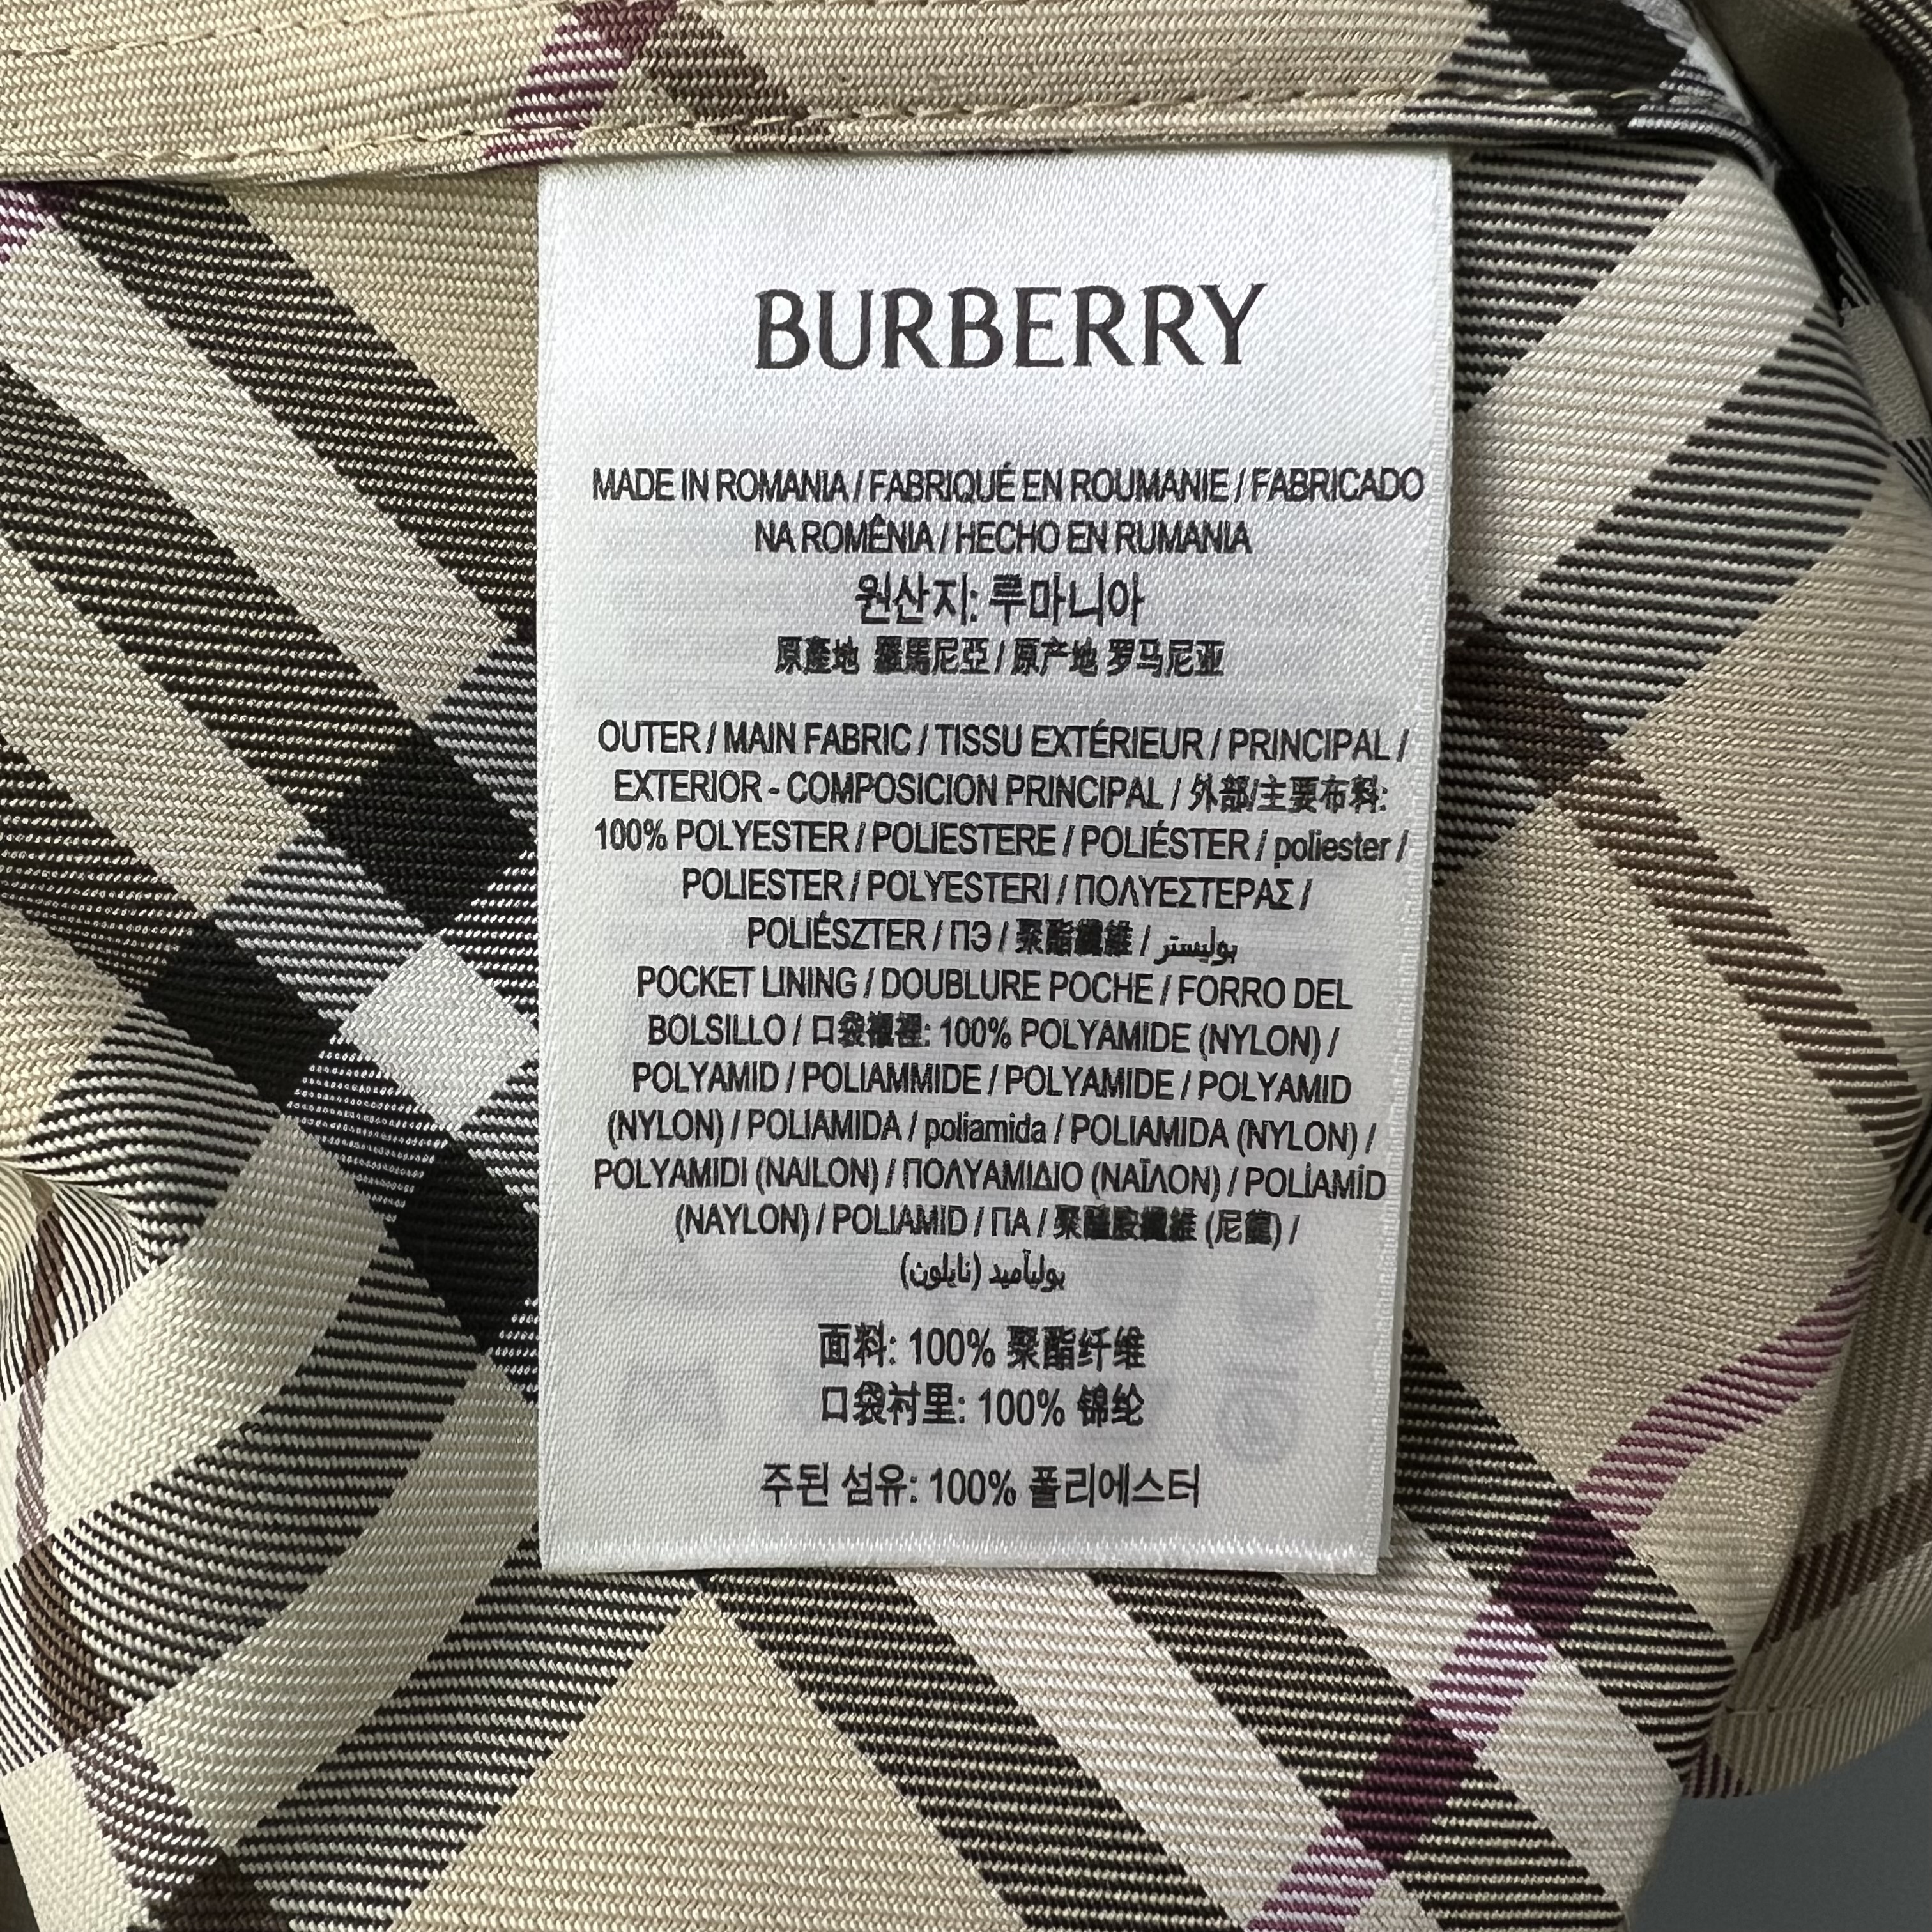 BURBERRY
MADE IN ROMANIA / FABRIQUÉ EN ROUMANIE / FABRICADO
NA ROMÊNIA / HECHO EN RUMANIA
원산지: 루마니아
原產地 羅馬尼亞 / 原产地 罗马尼亚
OUTER / MAIN FABRIC / TISSU EXTÉRIEUR / PRINCIPAL /
EXTERIOR - COMPOSICION PRINCIPAL / 外部/主要布料:
100% POLYESTER / POLIESTERE / POLIÉSTER / poliester /
POLIESTER / POLYESTERI / ΠΟΛΥΕΣΤΕΡΑΣ /
POLIÉSZTER / ПЭ / 聚酯纖維 / بوليستر
POCKET LINING / DOUBLURE POCHE / FORRO DEL
BOLSILLO / 口袋襯裡: 100% POLYAMIDE (NYLON) /
POLYAMID / POLIAMMIDE / POLYAMIDE / POLYAMID
(NYLON) / POLIAMIDA / poliamida / POLIAMIDA (NYLON) /
POLYAMIDI (NAILON) / ΠΟΛΥΑΜΙΔΙΟ (ΝΑΪΛΟΝ) / POLİAMİD
(NAYLON) / POLIAMID / ПА / 聚醯胺纖維 (尼龍) /
بولياميد (نايلون)
面料: 100% 聚酯纤维
口袋衬里: 100% 锦纶
주된 섬유: 100% 폴리에스터